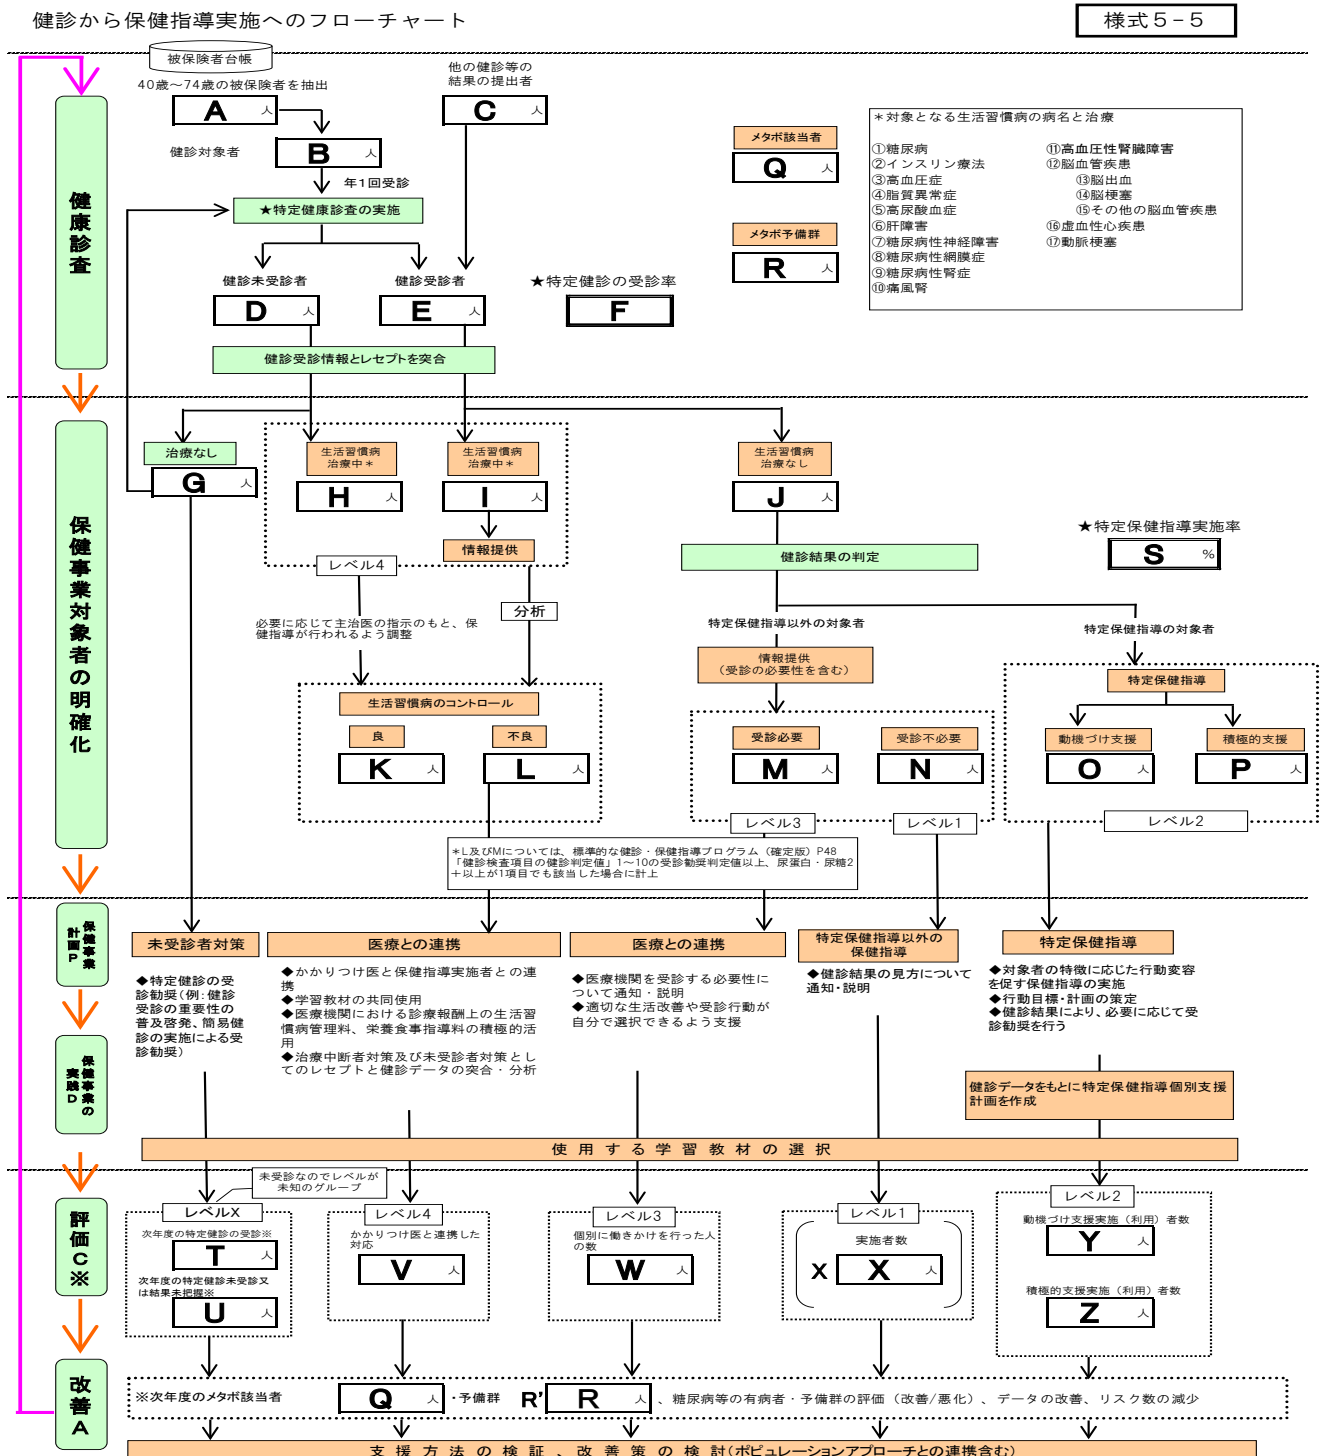 健診から保健指導実施へのフローチャート
様式5-5
被保険者台帳
40歳～74歳の被保険者を抽出
A 人
他の健診等の
結果の提出者
C 人
健診対象者
B 人
年1回受診
★特定健康診査の実施
健診未受診者
D 人
健診受診者
E 人
★特定健診の受診率
F
健診受診情報とレセプトを突合
メタボ該当者
Q 人
メタボ予備群
R 人
＊対象となる生活習慣病の病名と治療
①糖尿病
②インスリン療法
③高血圧症
④脂質異常症
⑤高尿酸血症
⑥肝障害
⑦糖尿病性神経障害
⑧糖尿病性網膜症
⑨糖尿病性腎症
⑩痛風腎
⑪高血圧性腎臓障害
⑫脳血管疾患
⑬脳出血
⑭脳梗塞
⑮その他の脳血管疾患
⑯虚血性心疾患
⑰動脈梗塞
健康診査
保健事業対象者の明確化
治療なし
G 人
生活習慣病
治療中＊
H 人
生活習慣病
治療中＊
I 人
情報提供
レベル4
生活習慣病
治療なし
J 人
健診結果の判定
★特定保健指導実施率
S %
必要に応じて主治医の指示のもと、保
健指導が行われるよう調整
分析
生活習慣病のコントロール
良
K 人
不良
L 人
特定保健指導以外の対象者
情報提供
（受診の必要性を含む）
受診必要
M 人
受診不必要
N 人
レベル3
レベル1
特定保健指導の対象者
特定保健指導
動機づけ支援
O 人
積極的支援
P 人
レベル2
＊L及びMについては、標準的な健診・保健指導プログラム（確定版）P48
「健診検査項目の健診判定値」1～10の受診勧奨判定値以上、尿蛋白・尿糖2
＋以上が1項目でも該当した場合に計上
保健事業
計画P
保健事業の
実践D
未受診者対策
◆特定健診の受
診勧奨(例:健診
受診の重要性の
普及啓発、簡易健
診の実施による受
診勧奨)
医療との連携
◆かかりつけ医と保健指導実施者との連
携
◆学習教材の共同使用
◆医療機関における診療報酬上の生活習
慣病管理料、栄養食事指導料の積極的活
用
◆治療中断者対策及び未受診者対策とし
てのレセプトと健診データの突合・分析
医療との連携
◆医療機関を受診する必要性に
ついて通知・説明
◆適切な生活改善や受診行動が
自分で選択できるよう支援
特定保健指導以外の
保健指導
◆健診結果の見方について
通知・説明
特定保健指導
◆対象者の特徴に応じた行動変容
を促す保健指導の実施
◆行動目標・計画の策定
◆健診結果により、必要に応じて受
診勧奨を行う
健診データをもとに特定保健指導個別支援
計画を作成
使用する学習教材の選択
評価C※
未受診なのでレベルが
未知のグループ
レベルX
次年度の特定健診の受診※
T 人
次年度の特定健診未受診又
は結果未把握※
U 人
レベル4
かかりつけ医と連携した
対応
V 人
レベル3
個別に働きかけを行った人
の数
W 人
レベル1
実施者数
X X 人
レベル2
動機づけ支援実施（利用）者数
Y 人
積極的支援実施（利用）者数
Z 人
改善A
※次年度のメタボ該当者 Q 人 ・予備群 R' R 人 、糖尿病等の有病者・予備群の評価（改善/悪化）、データの改善、リスク数の減少
支援方法の検証、改善策の検討(ポピュレーションアプローチとの連携含む)